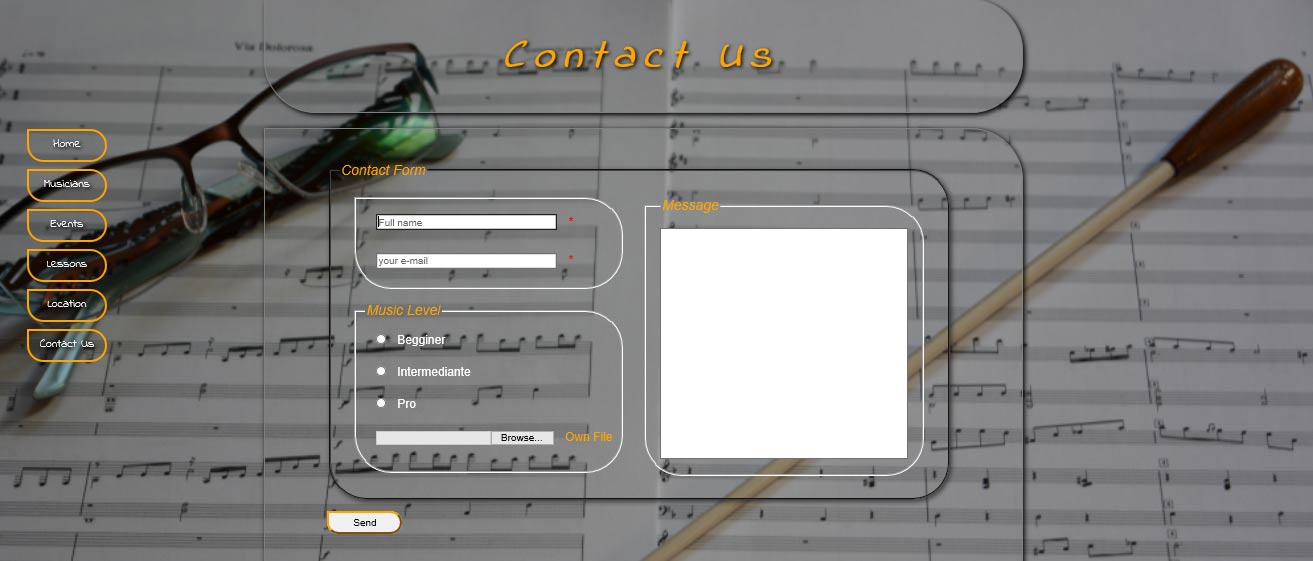 Via Dolorosa
Contact Us
Home
Musicians
Events
Lessons
Location
Contact Us
Contact Form
Full name *
your e-mail *
Music Level
Begginer
Intermediante
Pro
Browse... Own File
Message
Send